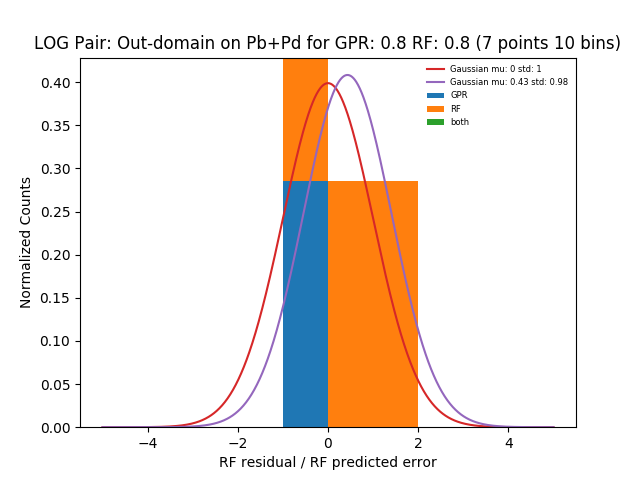 LOG Pair: Out-domain on Pb+Pd for GPR: 0.8 RF: 0.8 (7 points 10 bins)
Gaussian mu: 0 std: 1
Gaussian mu: 0.43 std: 0.98
GPR
RF
both
Normalized Counts
0.40
0.35
0.30
0.25
0.20
0.15
0.10
0.05
0.00
−4
−2
0
2
4
RF residual / RF predicted error